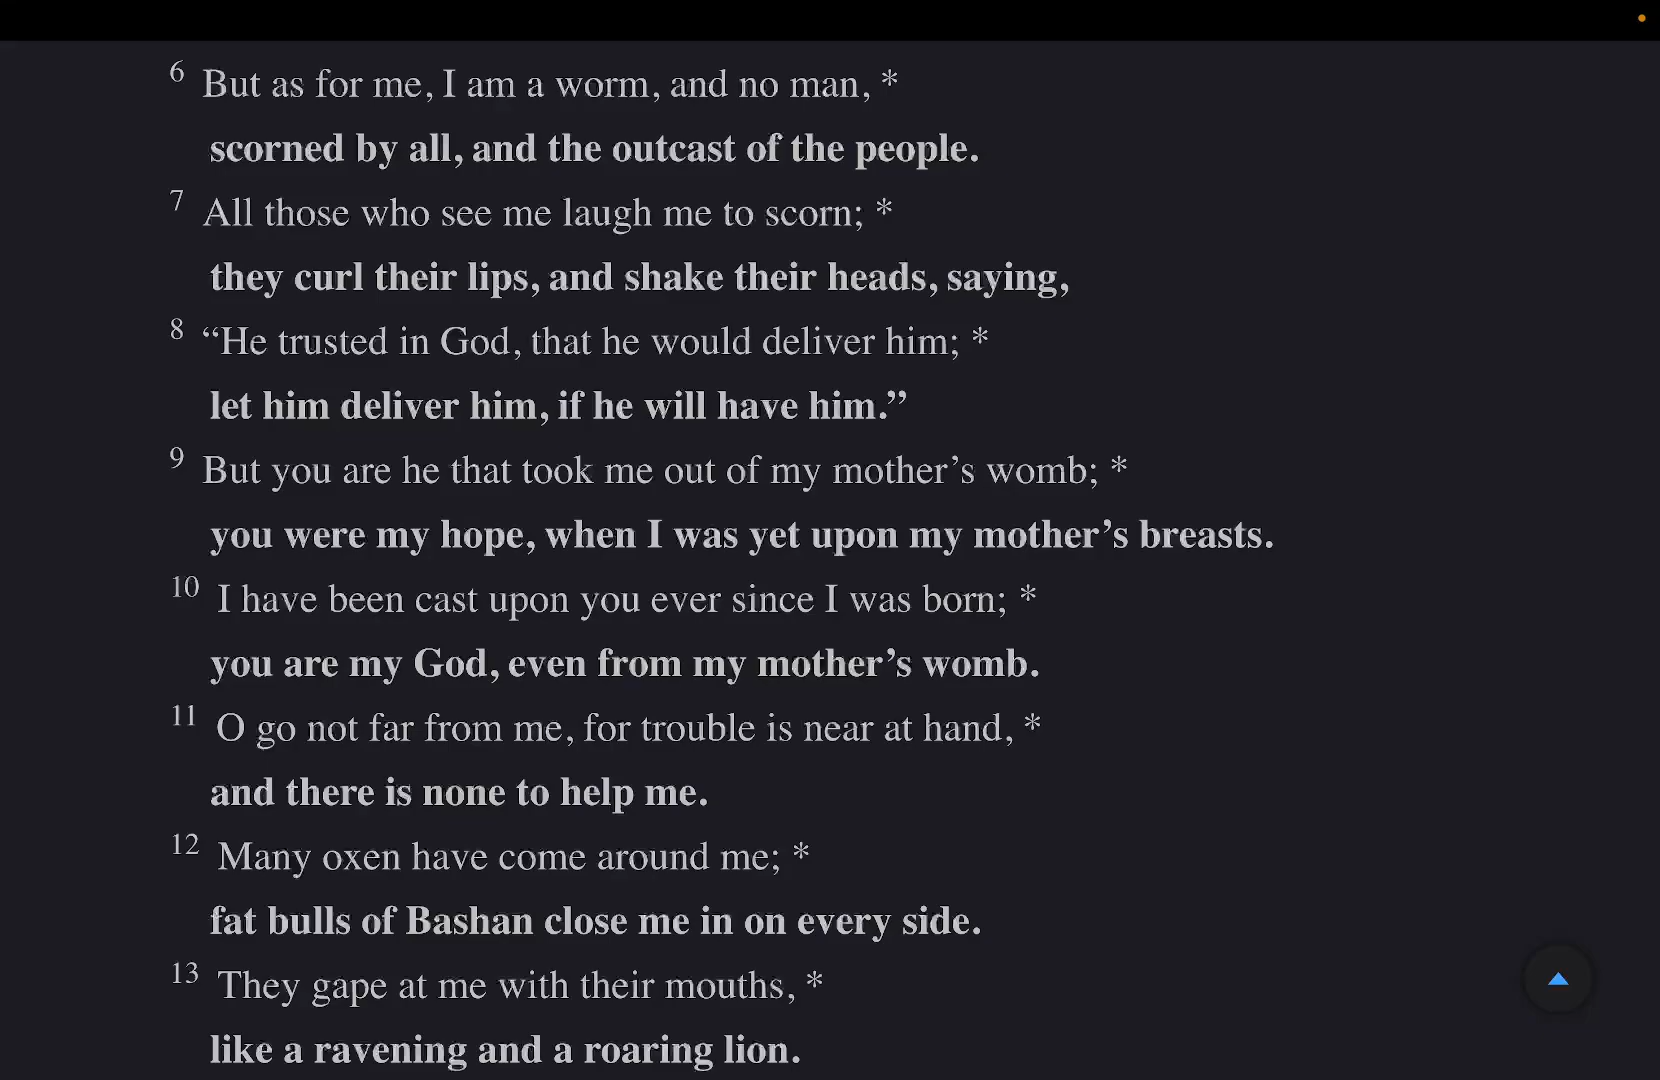 6 But as for me, I am a worm, and no man, *
scorned by all, and the outcast of the people.
7 All those who see me laugh me to scorn; *
they curl their lips, and shake their heads, saying,
8 “He trusted in God, that he would deliver him; *
let him deliver him, if he will have him.”
9 But you are he that took me out of my mother’s womb; *
you were my hope, when I was yet upon my mother’s breasts.
10 I have been cast upon you ever since I was born; *
you are my God, even from my mother’s womb.
11 O go not far from me, for trouble is near at hand, *
and there is none to help me.
12 Many oxen have come around me; *
fat bulls of Bashan close me in on every side.
13 They gape at me with their mouths, *
like a ravening and a roaring lion.